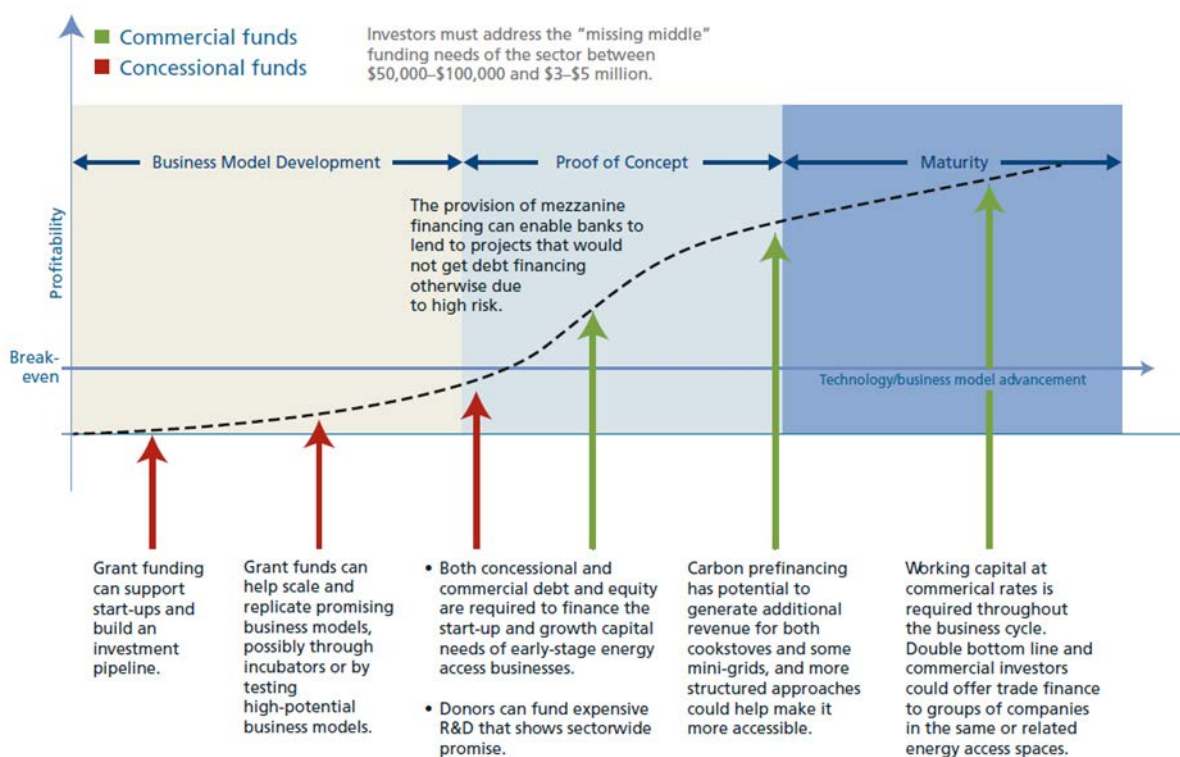 Commercial funds
Concessional funds
Investors must address the “missing middle”
funding needs of the sector between
$50,000–$100,000 and $3–$5 million.
Business Model Development
Proof of Concept
Maturity
The provision of mezzanine
financing can enable banks to
lend to projects that would
not get debt financing
otherwise due
to high risk.
Profitability
Break-
even
Technology/business model advancement
Grant funding
can support
start-ups and
build an
investment
pipeline.
Grant funds can
help scale and
replicate promising
business models,
possibly through
incubators or by
testing
high-potential
business models.
• Both concessional and
commercial debt and equity
are required to finance the
start-up and growth capital
needs of early-stage energy
access businesses.
• Donors can fund expensive
R&D that shows sectorwide
promise.
Carbon prefinancing
has potential to
generate additional
revenue for both
cookstoves and some
mini-grids, and more
structured approaches
could help make it
more accessible.
Working capital at
commerical rates is
required throughout
the business cycle.
Double bottom line and
commercial investors
could offer trade finance
to groups of companies
in the same or related
energy access spaces.